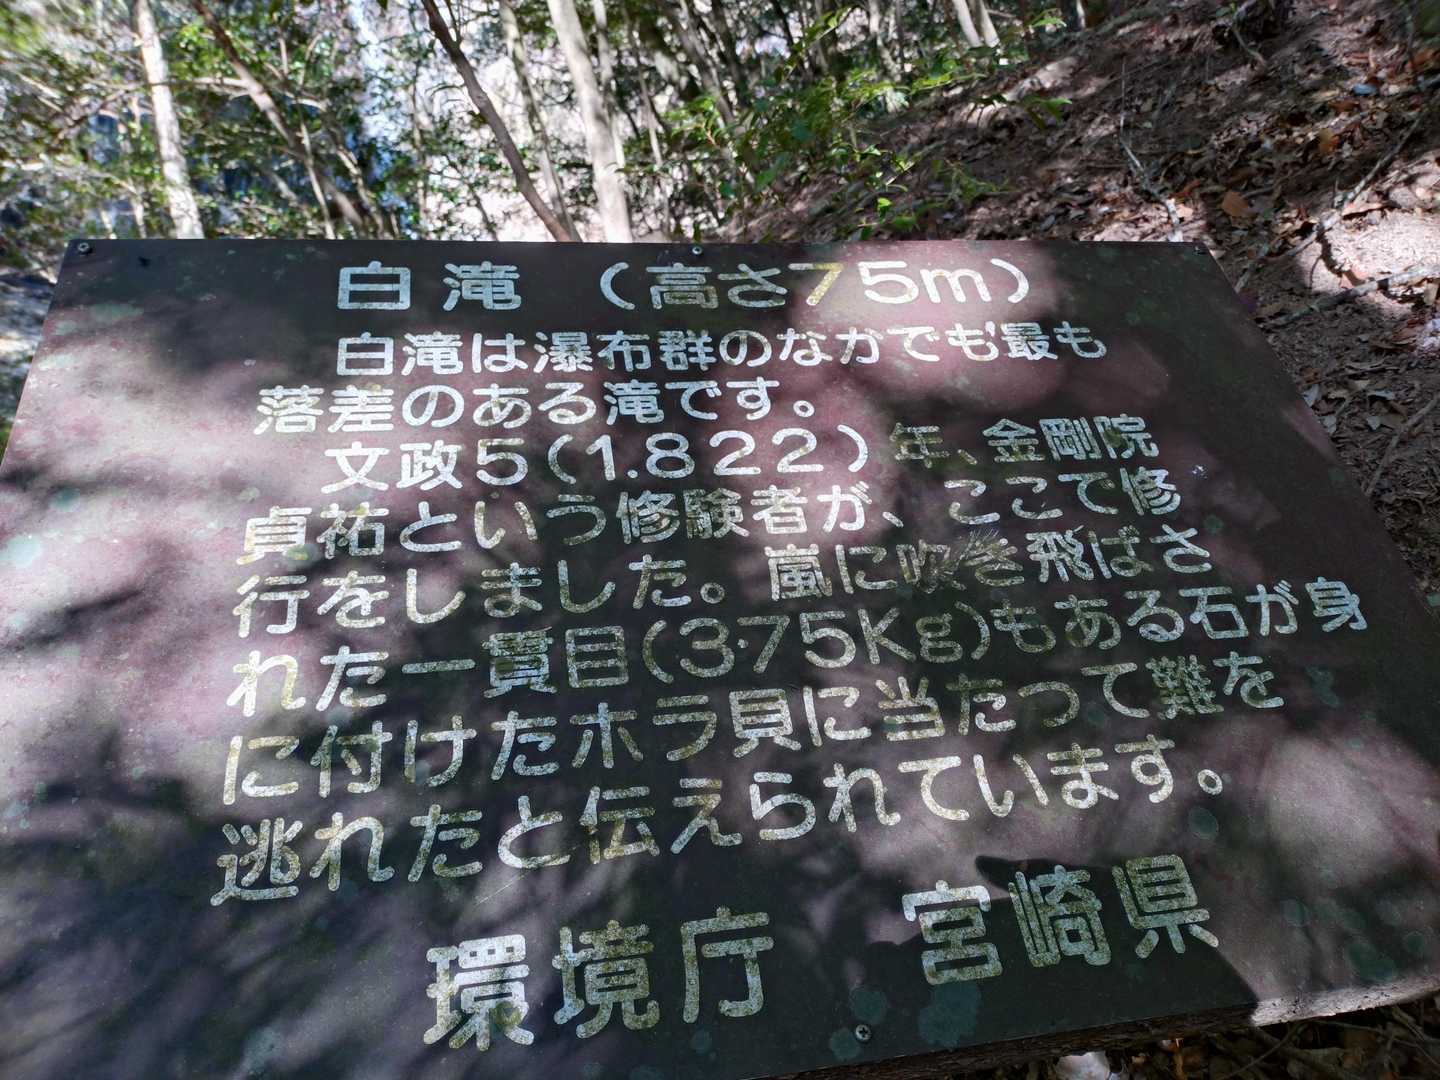 白滝（高さ75m）
白滝は瀑布群のなかでも最も
落差のある滝です。
文政5(1.822)年、金剛院
貞祐という修験者が、ここで修
行をしました。嵐に吹き飛ばさ
れた一貫目(3.75Kg)もある石が身
に付けたホラ貝に当たって難を
逃れたと伝えられています。
環境庁 宮崎県